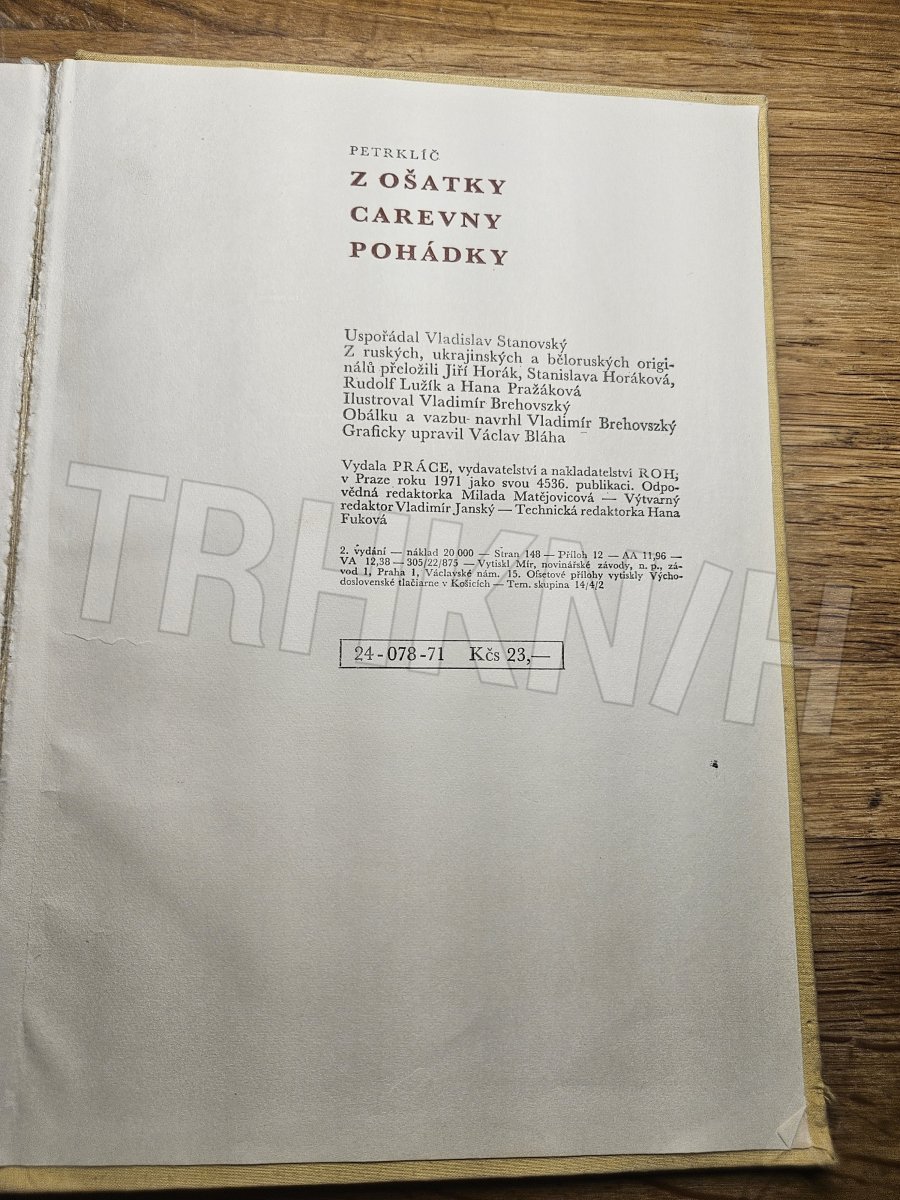 PETRKLÍČ
Z OŠATKY
CAREVNY
POHÁDKY
Uspořádal Vladislav Stanovský
Z ruských, ukrajinských a běloruských origi-
nálů přeložili Jiří Horák, Stanislava Horáková,
Rudolf Lužík a Hana Pražáková
Ilustroval Vladimír Brehovszký
Obálku a vazbu navrhl Vladimír Brehovszký
Graficky upravil Václav Bláha
Vydala PRÁCE, vydavatelství a nakladatelství ROH,
v Praze roku 1971 jako svou 4536. publikaci. Odpo-
vědná redaktorka Milada Matějovicová — Výtvarný
redaktor Vladimír Janský — Technická redaktorka Hana
Fuková
2. vydání — náklad 20 000 — Stran 148 — Příloh 12 — AA 11,96 —
VA 12,38 — 305/22/875 — Vytiskl Mír, novinářské závody, n. p., zá-
vod 1, Praha 1, Václavské nám. 15. Ofsetové přílohy vytiskly Výcho-
doslovenské tlačiarne v Košicích — Tem. skupina 14/4/2
24-078-71 Kčs 23,—
TRHKNIH